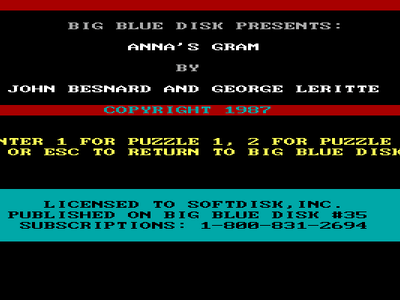 BIG BLUE DISK PRESENTS:
ANNA'S GRAM
BY
JOHN BESNARD AND GEORGE LERITTE
COPYRIGHT 1987
NTER 1 FOR PUZZLE 1, 2 FOR PUZZLE
OR ESC TO RETURN TO BIG BLUE DISK
LICENSED TO SOFTDISK,INC.
PUBLISHED ON BIG BLUE DISK #35
SUBSCRIPTIONS: 1-800-831-2694